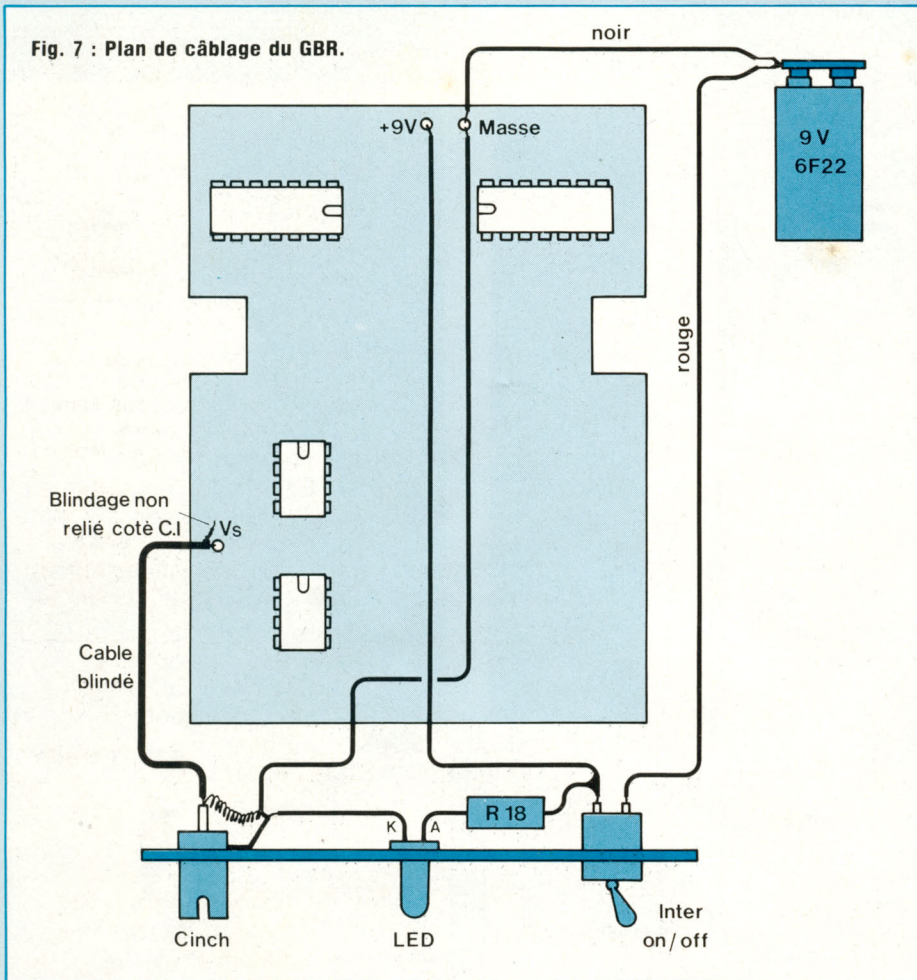 Fig. 7 : Plan de câblage du GBR.
noir
+9V
Masse
9 V
6F22
rouge
Blindage non
relié cotè C.I
Vs
Cable
blindé
K
A
R 18
Cinch
LED
Inter
on / off